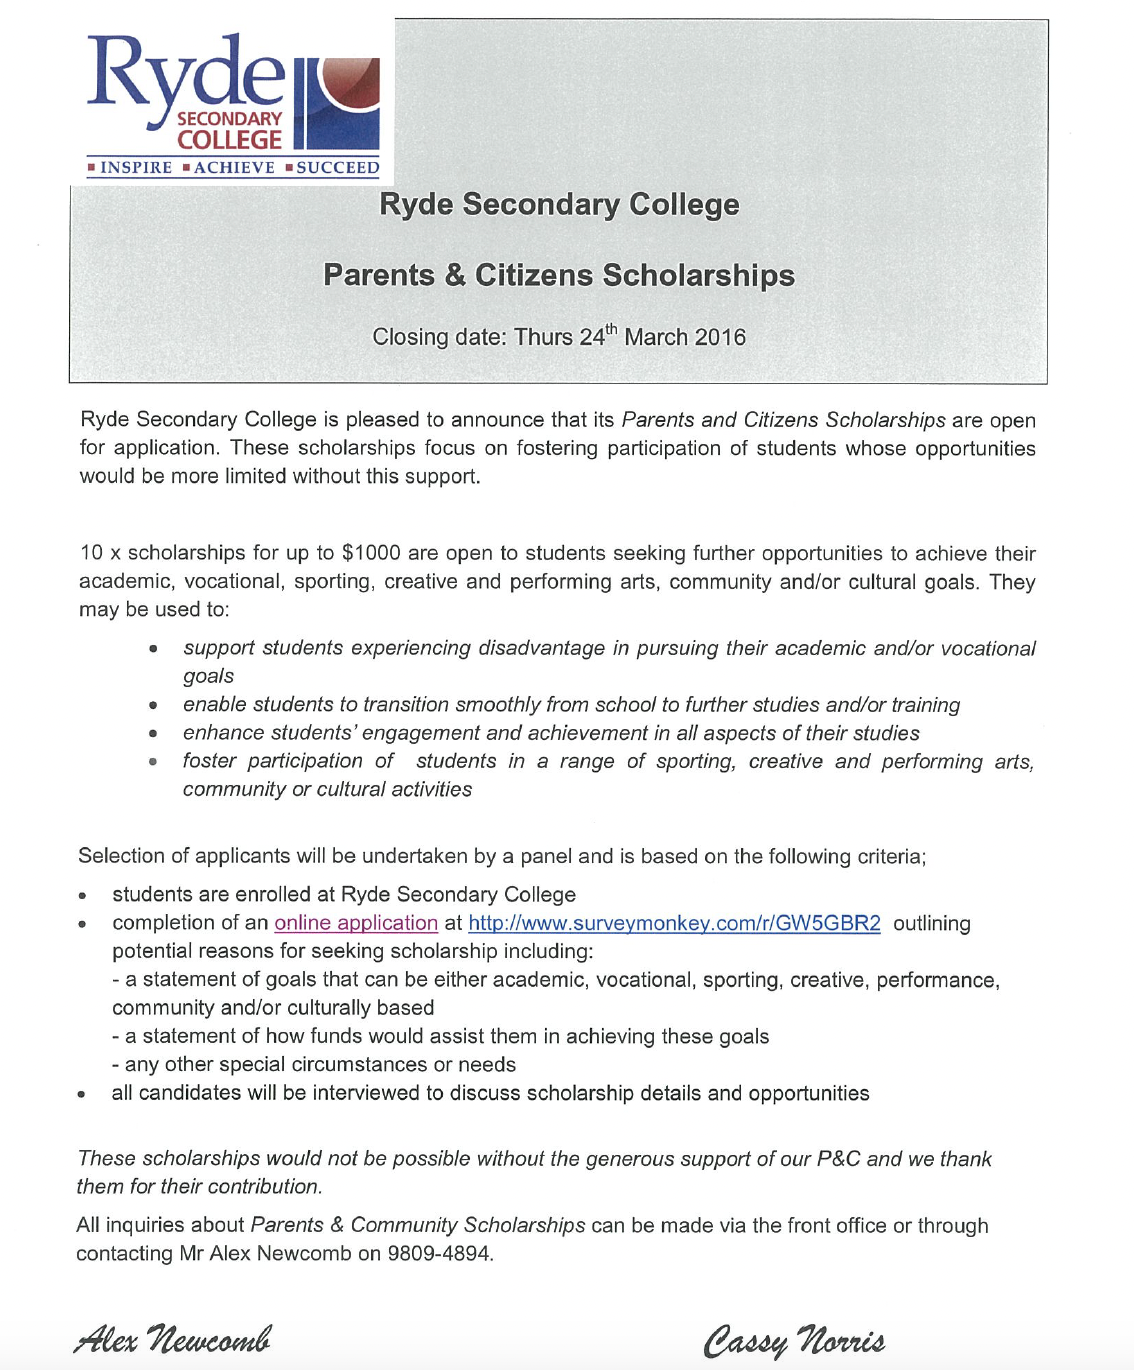 Ryde
SECONDARY
COLLEGE
INSPIRE ▪ ACHIEVE ▪ SUCCEED
Ryde Secondary College
Parents & Citizens Scholarships
Closing date: Thurs 24th March 2016
Ryde Secondary College is pleased to announce that its Parents and Citizens Scholarships are open
for application. These scholarships focus on fostering participation of students whose opportunities
would be more limited without this support.
10 x scholarships for up to $1000 are open to students seeking further opportunities to achieve their
academic, vocational, sporting, creative and performing arts, community and/or cultural goals. They
may be used to:
• support students experiencing disadvantage in pursuing their academic and/or vocational
goals
• enable students to transition smoothly from school to further studies and/or training
• enhance students' engagement and achievement in all aspects of their studies
• foster participation of students in a range of sporting, creative and performing arts,
community or cultural activities
Selection of applicants will be undertaken by a panel and is based on the following criteria;
• students are enrolled at Ryde Secondary College
• completion of an online application at http://www.surveymonkey.com/r/GW5GBR2 outlining
potential reasons for seeking scholarship including:
- a statement of goals that can be either academic, vocational, sporting, creative, performance,
community and/or culturally based
- a statement of how funds would assist them in achieving these goals
- any other special circumstances or needs
• all candidates will be interviewed to discuss scholarship details and opportunities
These scholarships would not be possible without the generous support of our P&C and we thank
them for their contribution.
All inquiries about Parents & Community Scholarships can be made via the front office or through
contacting Mr Alex Newcomb on 9809-4894.
Alex Newcomb Cassy Norris